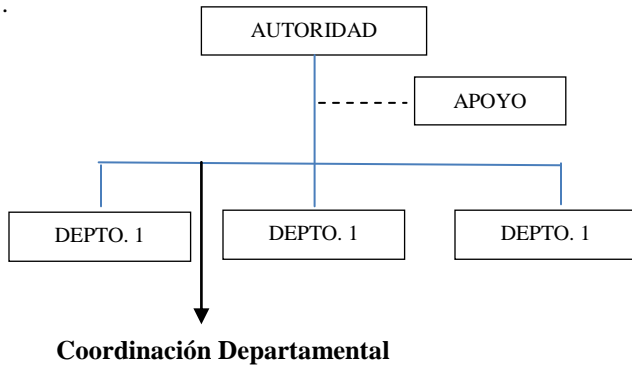 .
AUTORIDAD
APOYO
DEPTO. 1
DEPTO. 1
DEPTO. 1
Coordinación Departamental